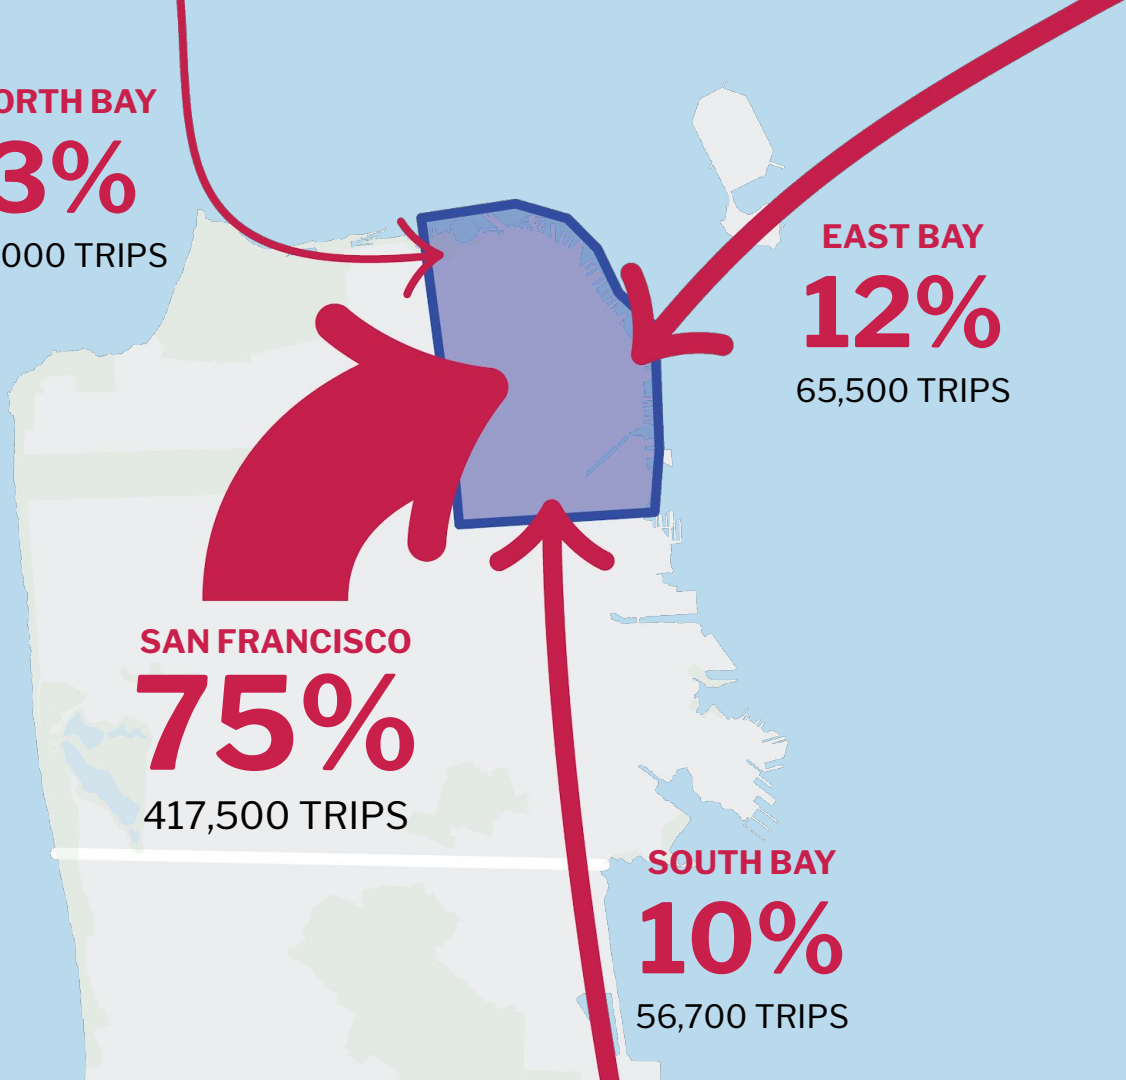 ORTH BAY
3%
000 TRIPS
EAST BAY
12%
65,500 TRIPS
SAN FRANCISCO
75%
417,500 TRIPS
SOUTH BAY
10%
56,700 TRIPS